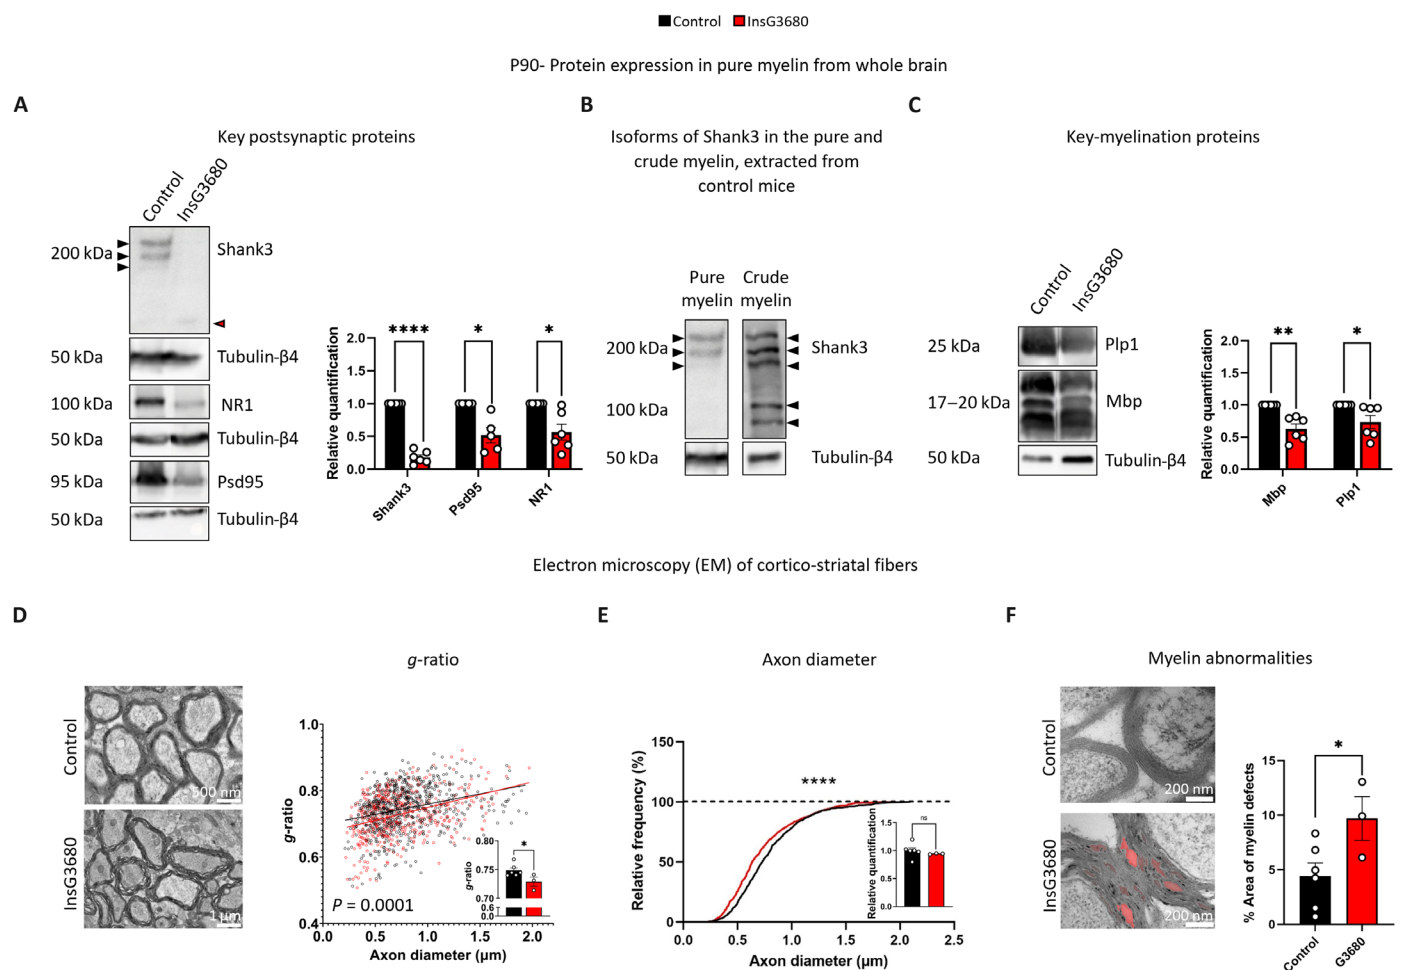 Control InsG3680
P90- Protein expression in pure myelin from whole brain
A
Key postsynaptic proteins
Control
InsG3680
200 kDa
Shank3
50 kDa
Tubulin-β4
100 kDa
NR1
50 kDa
Tubulin-β4
95 kDa
Psd95
50 kDa
Tubulin-β4
Relative quantification
2.0
1.5
1.0
0.5
0.0
****
*
*
Shank3
Psd95
NR1
B
Isoforms of Shank3 in the pure and
crude myelin, extracted from
control mice
Pure
myelin
Crude
myelin
200 kDa
Shank3
100 kDa
50 kDa
Tubulin-β4
C
Key-myelination proteins
Control
InsG3680
25 kDa
Plp1
17–20 kDa
Mbp
50 kDa
Tubulin-β4
Relative quantification
2.0
1.5
1.0
0.5
0.0
**
*
Mbp
Plp1
Electron microscopy (EM) of cortico-striatal fibers
D
g-ratio
Control
500 nm
InsG3680
1 μm
g-ratio
1.0
0.8
0.6
0.4
P = 0.0001
0.0 0.5 1.0 1.5 2.0
Axon diameter (μm)
g-ratio
0.80
0.75
0.70
0.6
0.0
*
E
Axon diameter
Relative frequency (%)
150
100
50
0
****
0.0 0.5 1.0 1.5 2.0 2.5
Axon diameter (μm)
Relative quantification
1.5
1.0
0.5
0.0
ns
F
Myelin abnormalities
Control
200 nm
InsG3680
200 nm
% Area of myelin defects
15
10
5
0
*
Control
G3680